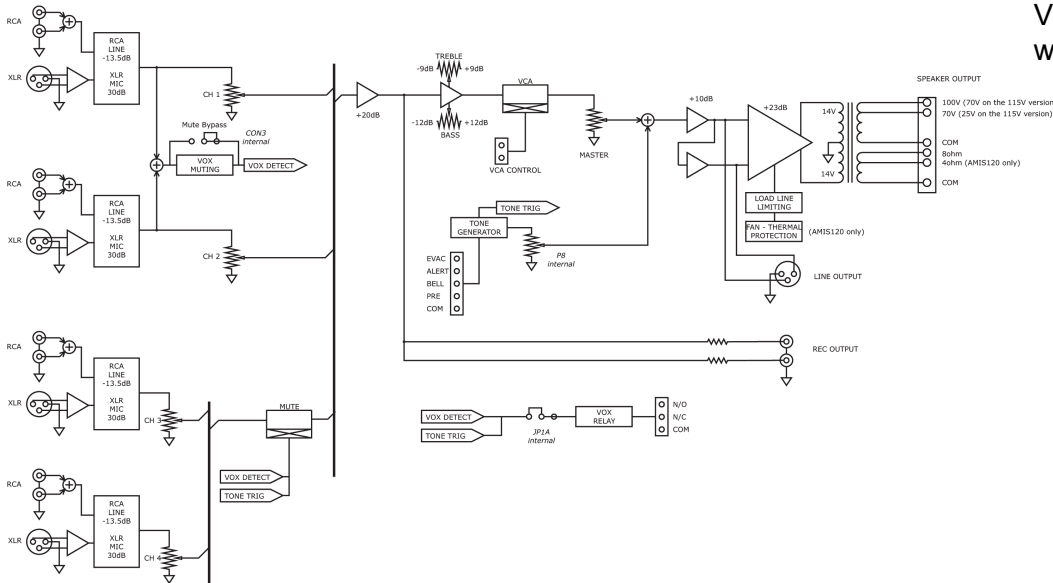 V
w
RCA
XLR
RCA
LINE
-13.5dB
XLR
MIC
30dB
CH 1
Mute Bypass
CON3
internal
VOX
MUTING
VOX DETECT
RCA
XLR
RCA
LINE
-13.5dB
XLR
MIC
30dB
CH 2
+20dB
TREBLE
-9dB
+9dB
-12dB
+12dB
BASS
VCA
VCA CONTROL
MASTER
+10dB
+23dB
14V
14V
SPEAKER OUTPUT
100V (70V on the 115V version)
70V (25V on the 115V version)
COM
8ohm
4ohm (AMIS120 only)
COM
LOAD LINE
LIMITING
FAN - THERMAL
PROTECTION
(AMIS120 only)
LINE OUTPUT
TONE TRIG
TONE
GENERATOR
P8
internal
EVAC
ALERT
BELL
PRE
COM
REC OUTPUT
RCA
XLR
RCA
LINE
-13.5dB
XLR
MIC
30dB
CH 3
MUTE
VOX DETECT
TONE TRIG
VOX DETECT
TONE TRIG
JP1A
internal
VOX
RELAY
N/O
N/C
COM
RCA
XLR
RCA
LINE
-13.5dB
XLR
MIC
30dB
CH 4